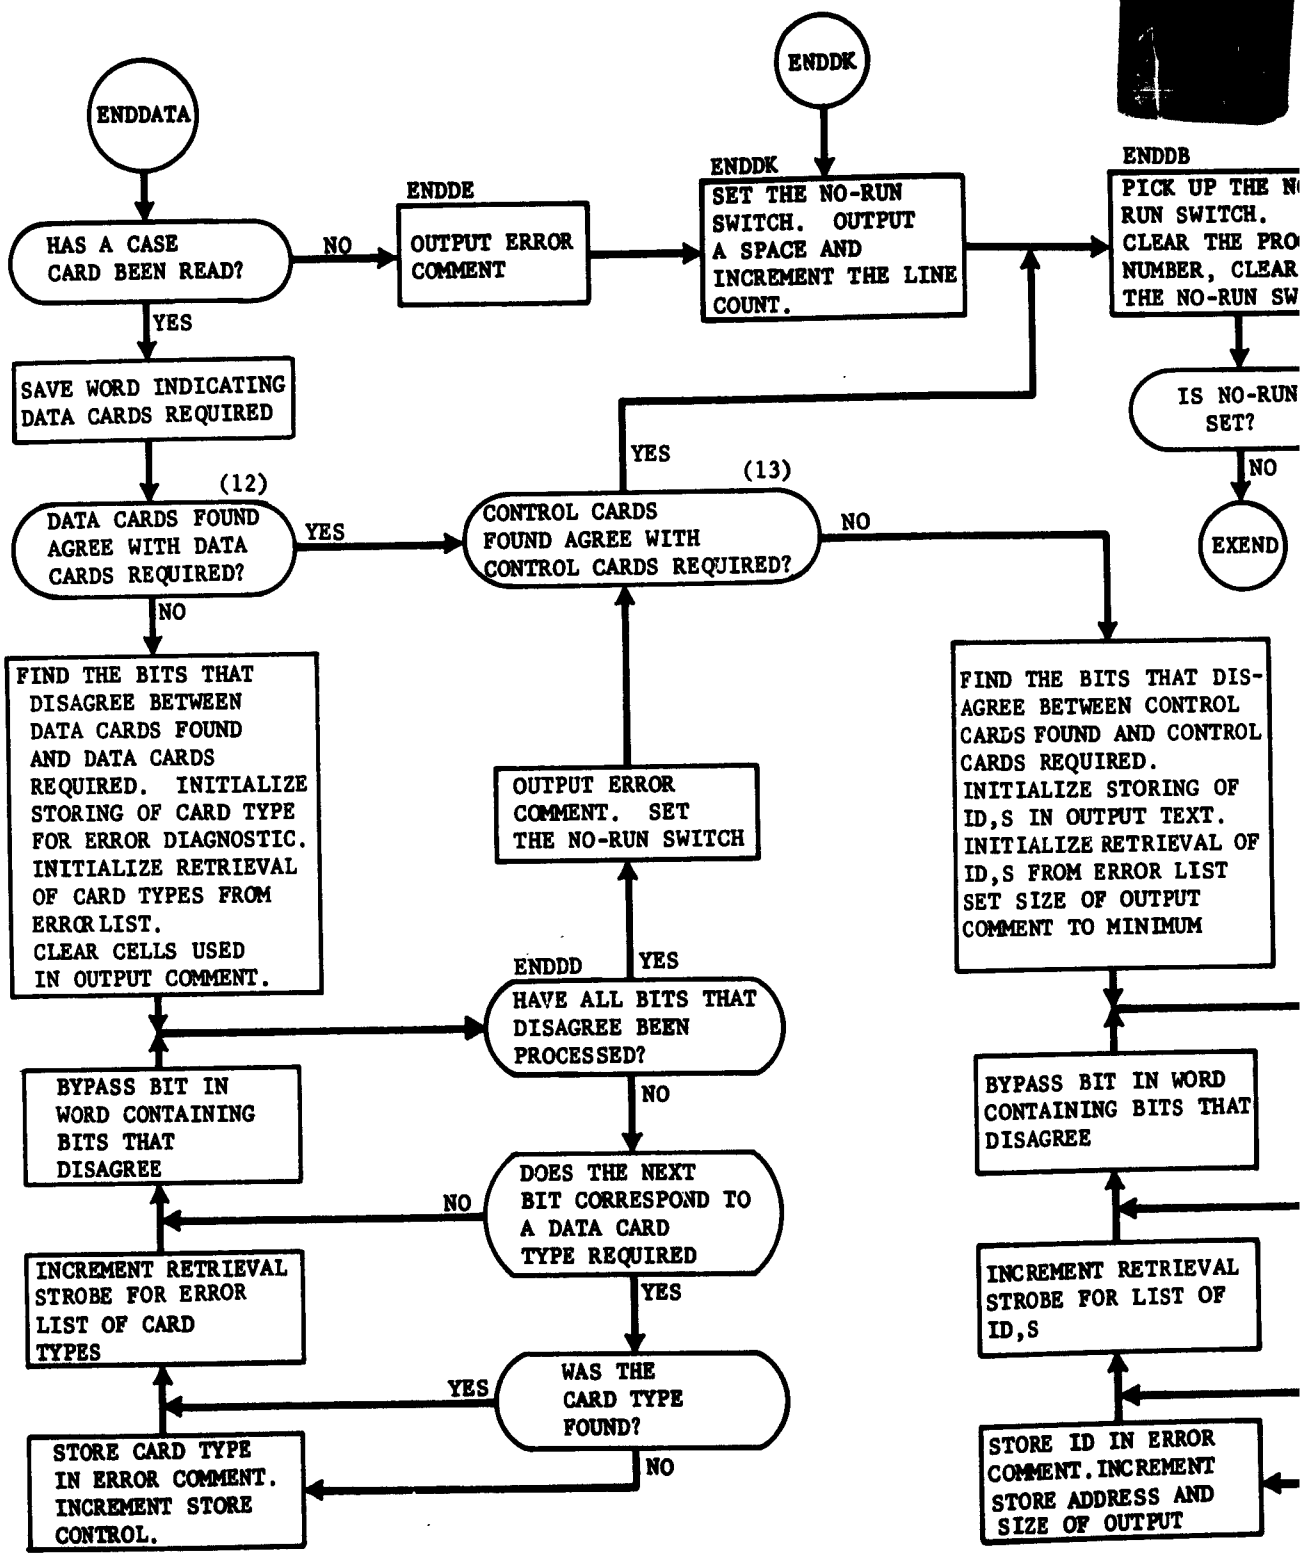 ENDDATA
HAS A CASE
CARD BEEN READ?
NO
YES
SAVE WORD INDICATING
DATA CARDS REQUIRED
(12)
DATA CARDS FOUND
AGREE WITH DATA
CARDS REQUIRED?
YES
NO
FIND THE BITS THAT
DISAGREE BETWEEN
DATA CARDS FOUND
AND DATA CARDS
REQUIRED. INITIALIZE
STORING OF CARD TYPE
FOR ERROR DIAGNOSTIC.
INITIALIZE RETRIEVAL
OF CARD TYPES FROM
ERROR LIST.
CLEAR CELLS USED
IN OUTPUT COMMENT.
BYPASS BIT IN
WORD CONTAINING
BITS THAT
DISAGREE
INCREMENT RETRIEVAL
STROBE FOR ERROR
LIST OF CARD
TYPES
STORE CARD TYPE
IN ERROR COMMENT.
INCREMENT STORE
CONTROL.
ENDDE
OUTPUT ERROR
COMMENT
ENDDK
ENDDK
SET THE NO-RUN
SWITCH. OUTPUT
A SPACE AND
INCREMENT THE LINE
COUNT.
YES
(13)
CONTROL CARDS
FOUND AGREE WITH
CONTROL CARDS REQUIRED?
NO
OUTPUT ERROR
COMMENT. SET
THE NO-RUN SWITCH
ENDDD
YES
HAVE ALL BITS THAT
DISAGREE BEEN
PROCESSED?
NO
DOES THE NEXT
BIT CORRESPOND TO
A DATA CARD
TYPE REQUIRED
NO
YES
WAS THE
CARD TYPE
FOUND?
YES
NO
ENDDB
PICK UP THE
RUN SWITCH.
CLEAR THE
NUMBER, CLEAR
THE NO-RUN
IS NO-RUN
SET?
NO
EXEND
FIND THE BITS THAT DIS-
AGREE BETWEEN CONTROL
CARDS FOUND AND CONTROL
CARDS REQUIRED.
INITIALIZE STORING OF
ID,S IN OUTPUT TEXT.
INITIALIZE RETRIEVAL OF
ID,S FROM ERROR LIST
SET SIZE OF OUTPUT
COMMENT TO MINIMUM
BYPASS BIT IN WORD
CONTAINING BITS THAT
DISAGREE
INCREMENT RETRIEVAL
STROBE FOR LIST OF
ID,S
STORE ID IN ERROR
COMMENT. INCREMENT
STORE ADDRESS AND
SIZE OF OUTPUT